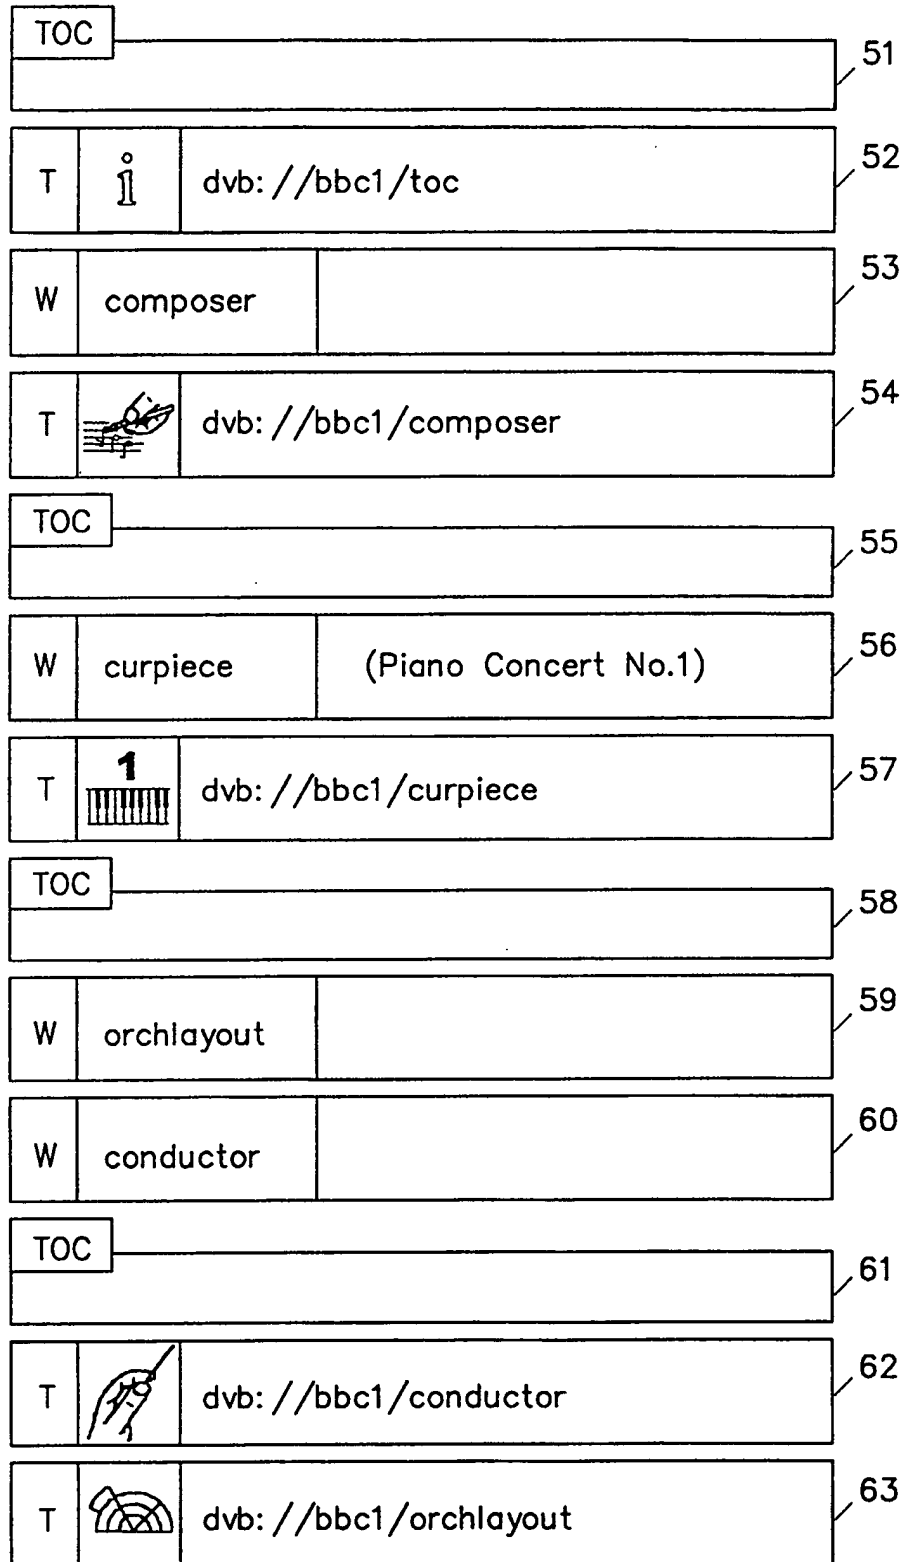 TOC
51
T i dvb: //bbc1/toc 52
W composer 53
T dvb: //bbc1/composer 54
TOC
55
W curpiece (Piano Concert No.1) 56
T 1 dvb: //bbc1/curpiece 57
TOC
58
W orchlayout 59
W conductor 60
TOC
61
T dvb: //bbc1/conductor 62
T dvb: //bbc1/orchlayout 63